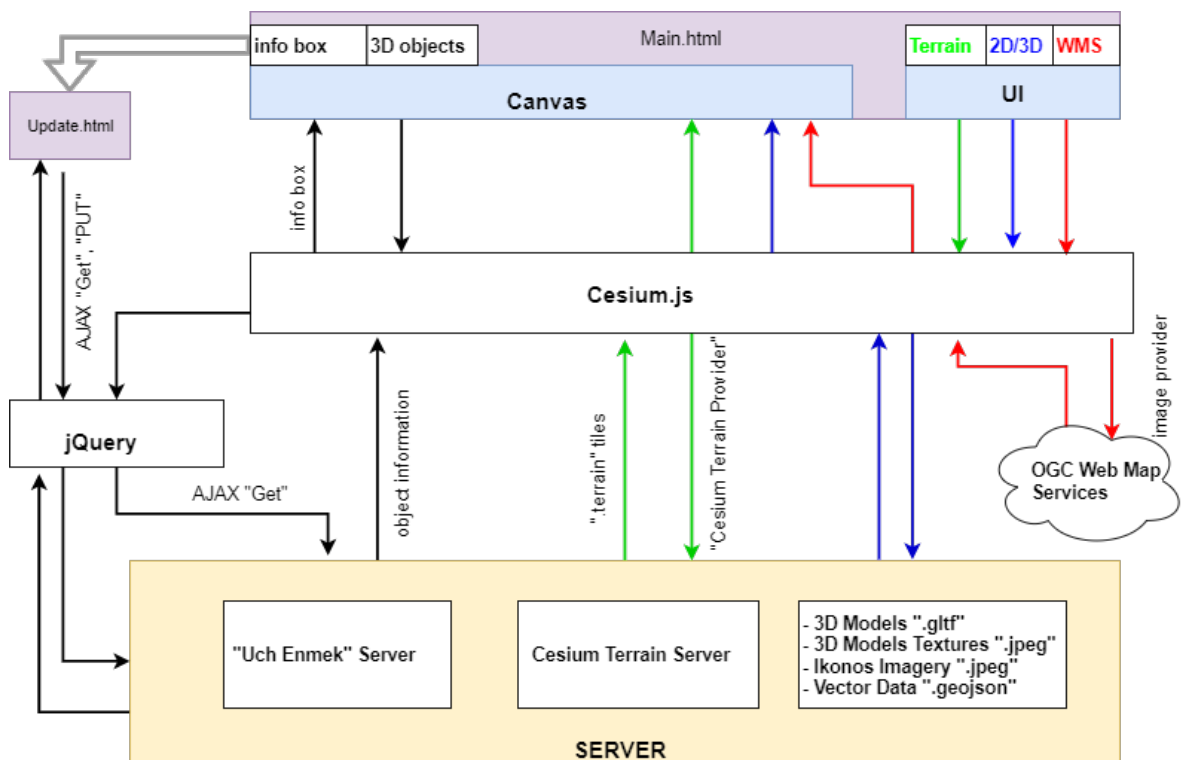 Main.html
info box
3D objects
Terrain
2D/3D
WMS
Canvas
UI
Update.html
info box
AJAX "Get", "PUT"
Cesium.js
image provider
jQuery
AJAX "Get"
object information
".terrain" tiles
"Cesium Terrain Provider"
OGC Web Map
Services
"Uch Enmek" Server
Cesium Terrain Server
- 3D Models ".gltf"
- 3D Models Textures ".jpeg"
- Ikonos Imagery ".jpeg"
- Vector Data ".geojson"
SERVER